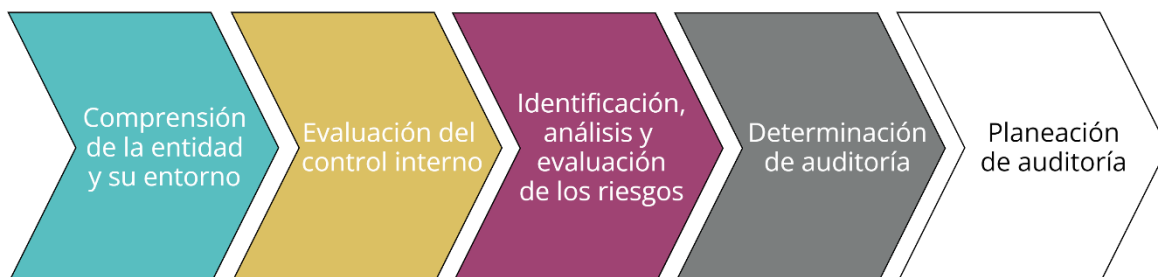 Comprensión
de la entidad
y su entorno
Evaluación del
control interno
Identificación,
análisis y
evaluación
de los riesgos
Determinación
de auditoría
Planeación
de auditoría